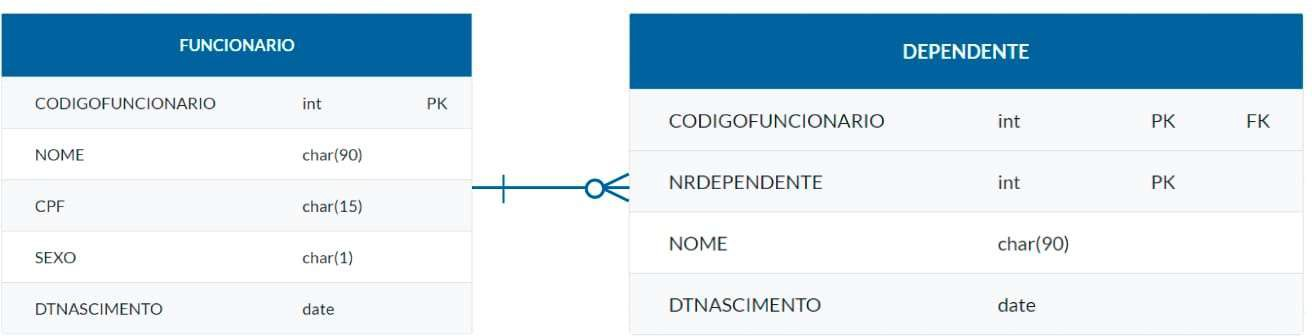 FUNCIONARIO
CODIGOFUNCIONARIO int PK
NOME char(90)
CPF char(15)
SEXO char(1)
DTNASCIMENTO date
DEPENDENTE
CODIGOFUNCIONARIO int PK FK
NRDEPENDENTE int PK
NOME char(90)
DTNASCIMENTO date